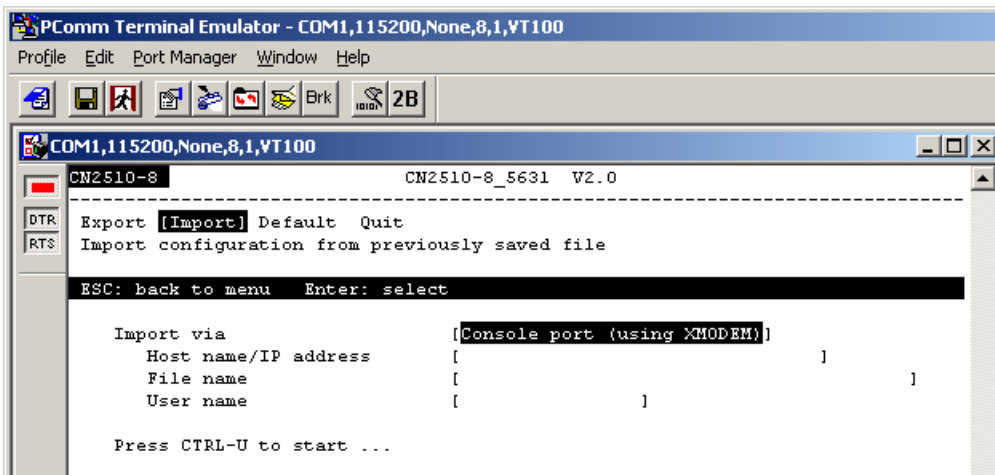 PComm Terminal Emulator - COM1,115200,None,8,1,VT100
Profile Edit Port Manager Window Help
Brk 2B
COM1,115200,None,8,1,VT100
CN2510-8 CN2510-8_5631 V2.0
DTR
RTS
Export [Import] Default Quit
Import configuration from previously saved file
ESC: back to menu Enter: select
Import via [Console port (using XMODEM)]
Host name/IP address [ ]
File name [ ]
User name [ ]
Press CTRL-U to start ...